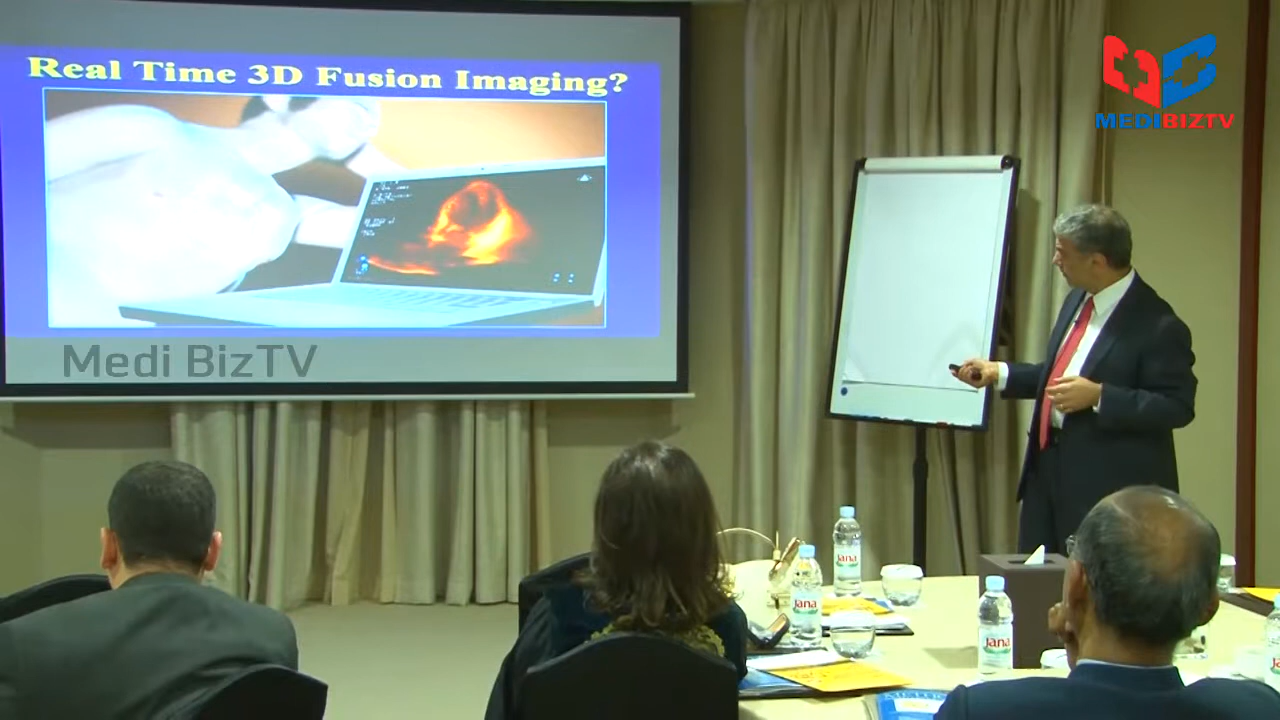 Real Time 3D Fusion Imaging?
MEDIBIZTV
Medi BizTV
jana
jana
jana